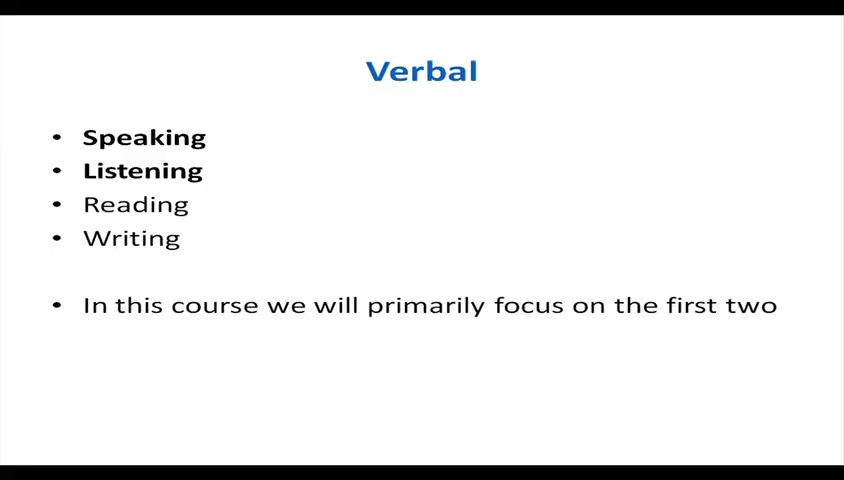 Verbal
• Speaking
• Listening
• Reading
• Writing
• In this course we will primarily focus on the first two